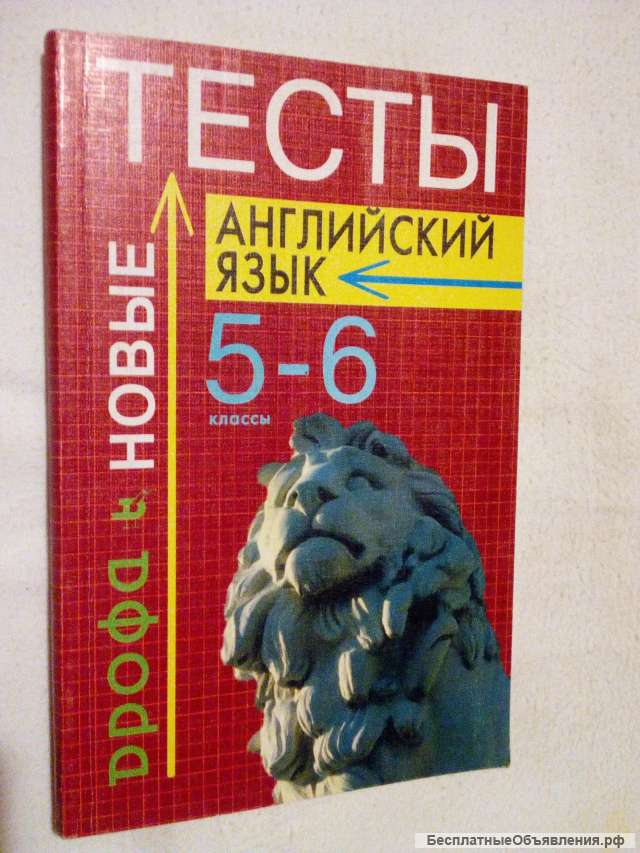 ТЕСТЫ
НОВЫЕ
АНГЛИЙСКИЙ
ЯЗЫК
5-6
классы
дрофа
БесплатныеОбъявления.рф